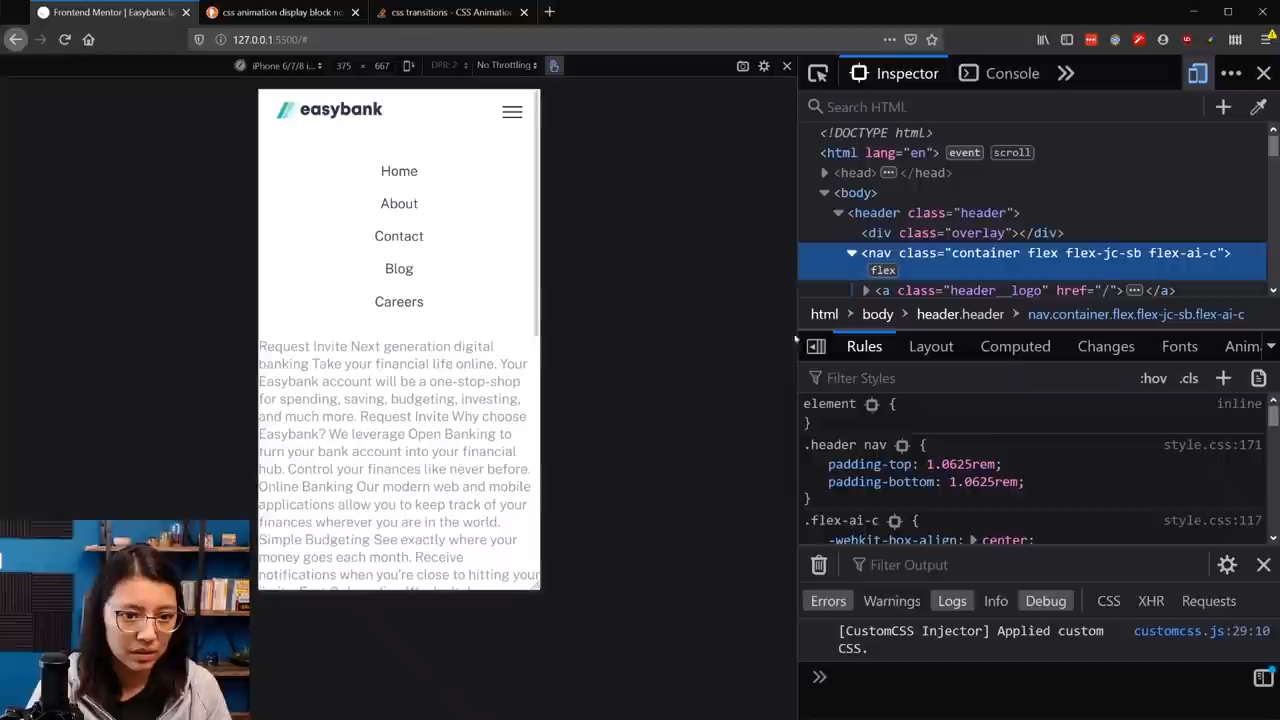 Frontend Mentor | Easybank l
css animation display block no
css transitions - CSS Animatio
127.0.0.1:5500/#
iPhone 6/7/8 i...
375 × 667
DPR: 2
No Throttling
Inspector
Console
Search HTML
<!DOCTYPE html>
<html lang="en"> event scroll
<head> ••• </head>
<body>
<header class="header">
<div class="overlay"></div>
<nav class="container flex flex-jc-sb flex-ai-c">
flex
<a class="header__logo" href="/"> ••• </a>
html > body > header.header > nav.container.flex.flex-jc-sb.flex-ai-c
Rules Layout Computed Changes Fonts Anim
Filter Styles
:hov .cls
element {
inline
}
.header nav {
style.css:171
padding-top: 1.0625rem;
padding-bottom: 1.0625rem;
}
.flex-ai-c {
style.css:117
-webkit-box-align: center;
Filter Output
Errors Warnings Logs Info Debug CSS XHR Requests
[CustomCSS Injector] Applied custom
CSS.
customcss.js:29:10
easybank
Home
About
Contact
Blog
Careers
Request Invite Next generation digital
banking Take your financial life online. Your
Easybank account will be a one-stop-shop
for spending, saving, budgeting, investing,
and much more. Request Invite Why choose
Easybank? We leverage Open Banking to
turn your bank account into your financial
hub. Control your finances like never before.
Online Banking Our modern web and mobile
applications allow you to keep track of your
finances wherever you are in the world.
Simple Budgeting See exactly where your
money goes each month. Receive
notifications when you're close to hitting your